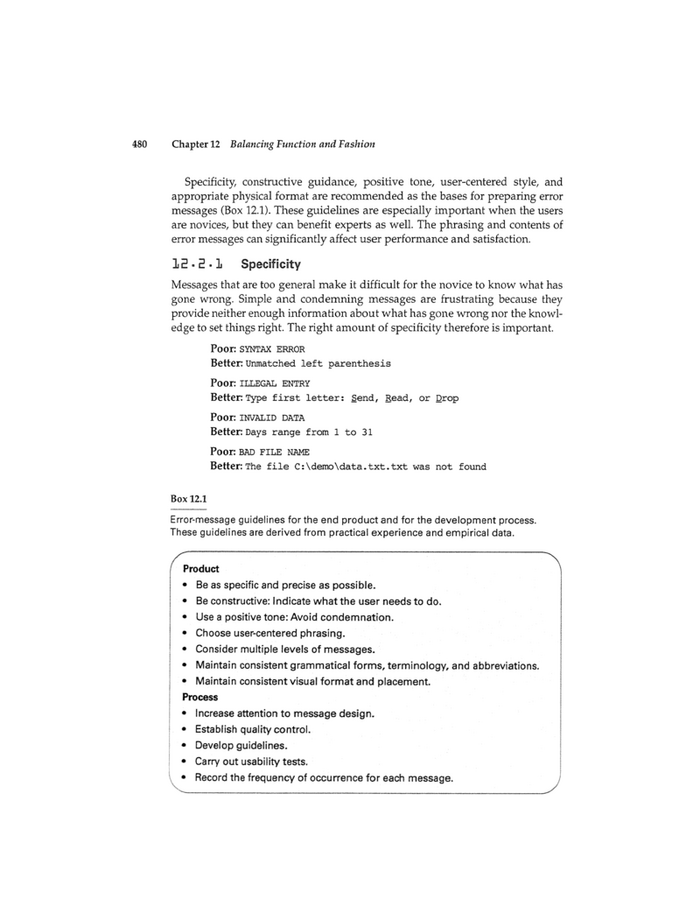 480 Chapter 12 Balancing Function and Fashion
Specificity, constructive guidance, positive tone, user-centered style, and
appropriate physical format are recommended as the bases for preparing error
messages (Box 12.1). These guidelines are especially important when the users
are novices, but they can benefit experts as well. The phrasing and contents of
error messages can significantly affect user performance and satisfaction.
12.2.1 Specificity
Messages that are too general make it difficult for the novice to know what has
gone wrong. Simple and condemning messages are frustrating because they
provide neither enough information about what has gone wrong nor the knowl-
edge to set things right. The right amount of specificity therefore is important.
Poor: SYNTAX ERROR
Better: Unmatched left parenthesis
Poor: ILLEGAL ENTRY
Better: Type first letter: Send, Read, or Drop
Poor: INVALID DATA
Better: Days range from 1 to 31
Poor: BAD FILE NAME
Better: The file C:\demo\data.txt.txt was not found
Box 12.1
Error-message guidelines for the end product and for the development process.
These guidelines are derived from practical experience and empirical data.
Product
• Be as specific and precise as possible.
• Be constructive: Indicate what the user needs to do.
• Use a positive tone: Avoid condemnation.
• Choose user-centered phrasing.
• Consider multiple levels of messages.
• Maintain consistent grammatical forms, terminology, and abbreviations.
• Maintain consistent visual format and placement.
Process
• Increase attention to message design.
• Establish quality control.
• Develop guidelines.
• Carry out usability tests.
• Record the frequency of occurrence for each message.